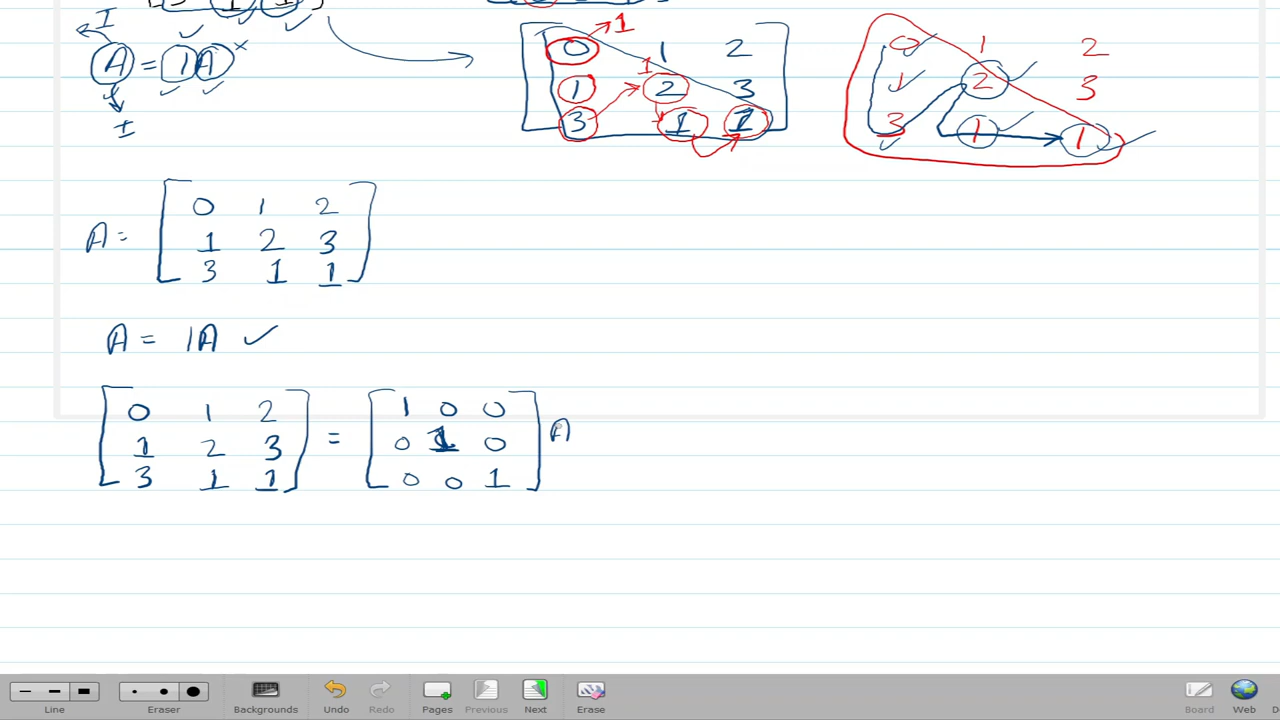 I
A = IA ×
I
0 → 1 1 2
1 1 2 3
3 1 1
0 1 2
1 2 3
3 1 1
A = [ 0 1 2
1 2 3
3 1 1 ]
A = IA ✓
[ 0 1 2 = [ 1 0 0
1 2 3 0 1 0 A
3 1 1 ] 0 0 1 ]
Line Eraser Backgrounds Undo Redo Pages Previous Next Erase Board Web